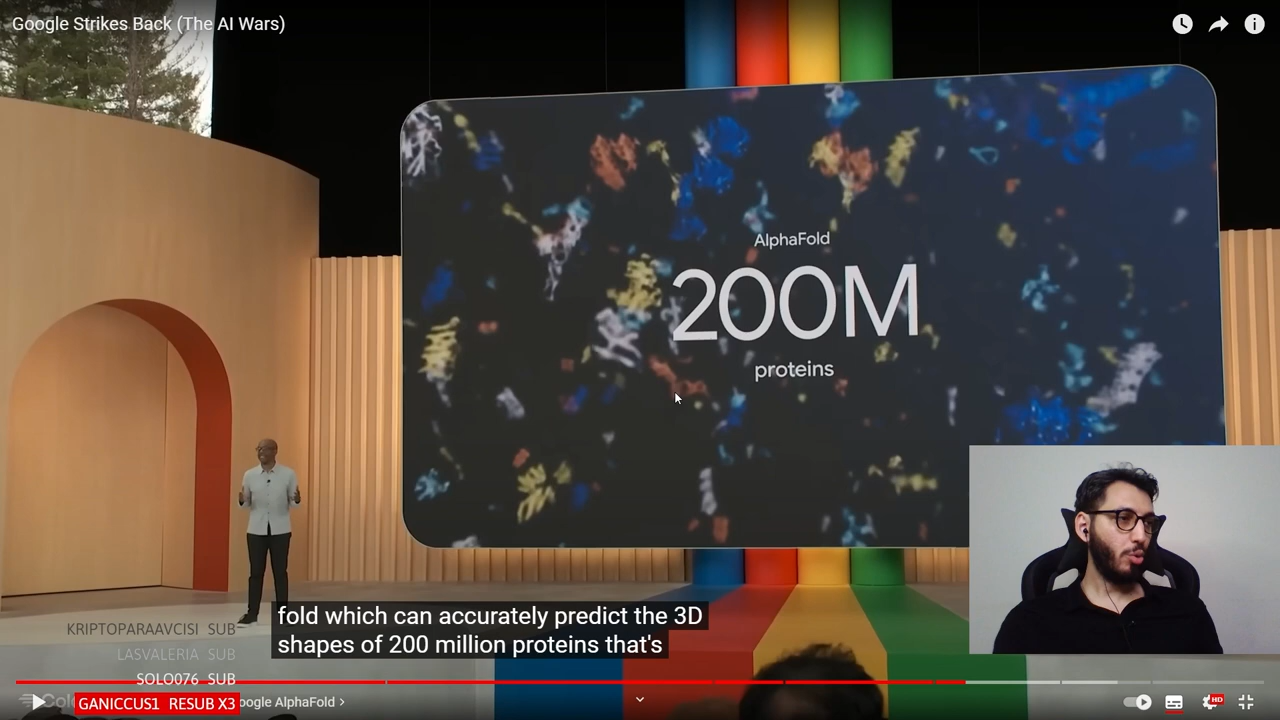 Google Strikes Back (The AI Wars)
AlphaFold
200M
proteins
fold which can accurately predict the 3D
shapes of 200 million proteins that's
KRIPTOPARAAVCISI SUB
LASVALERIA SUB
SOLO076 SUB
GANICCUS1 RESUB X3
oogle AlphaFold
HD